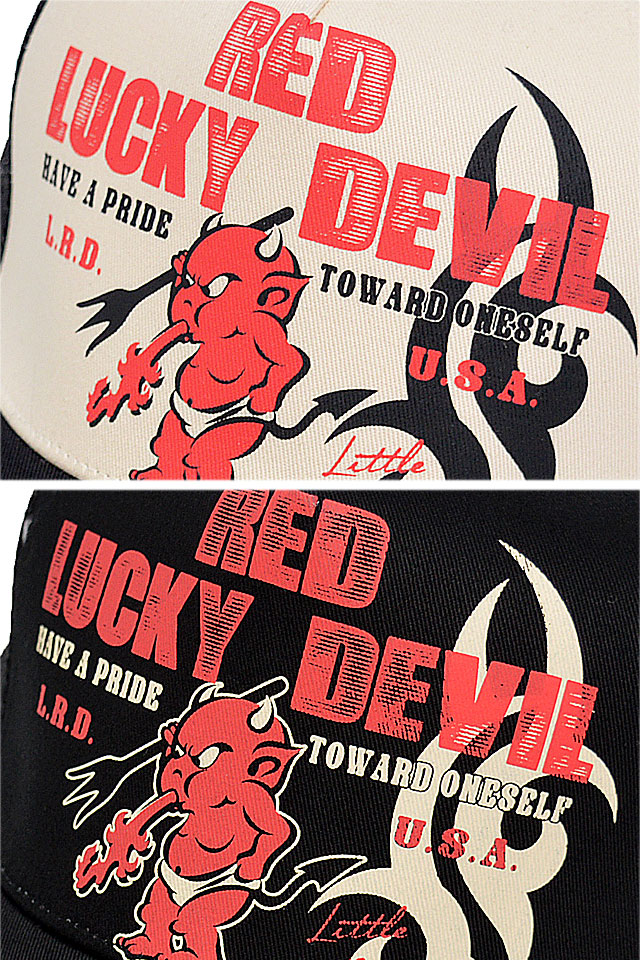 RED
LUCKY DEVIL
HAVE A PRIDE
TOWARD ONESELF
L.R.D.
U.S.A.
Little
RED
LUCKY DEVIL
HAVE A PRIDE
TOWARD ONESELF
L.R.D.
U.S.A.
Little